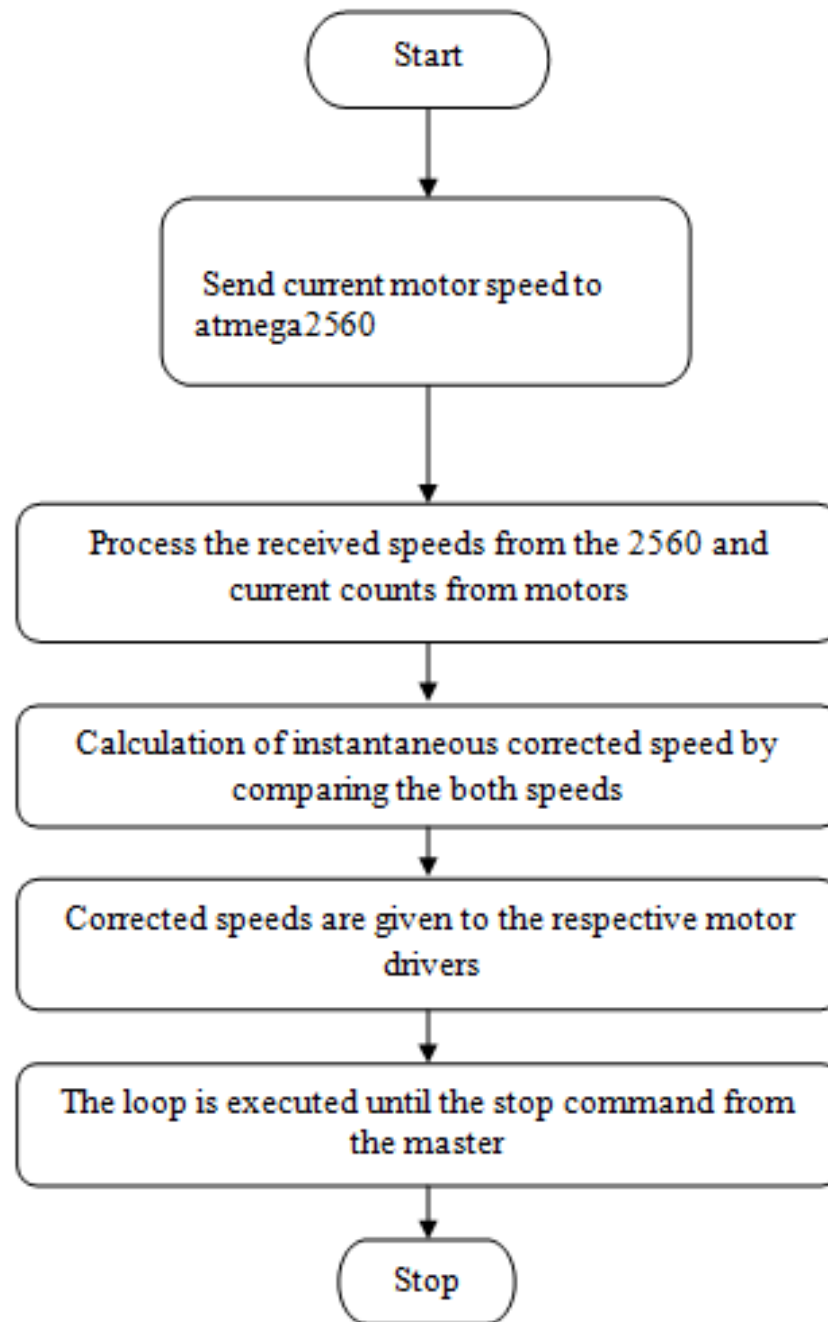 Start
Send current motor speed to
atmega2560
Process the received speeds from the 2560 and
current counts from motors
Calculation of instantaneous corrected speed by
comparing the both speeds
Corrected speeds are given to the respective motor
drivers
The loop is executed until the stop command from
the master
Stop